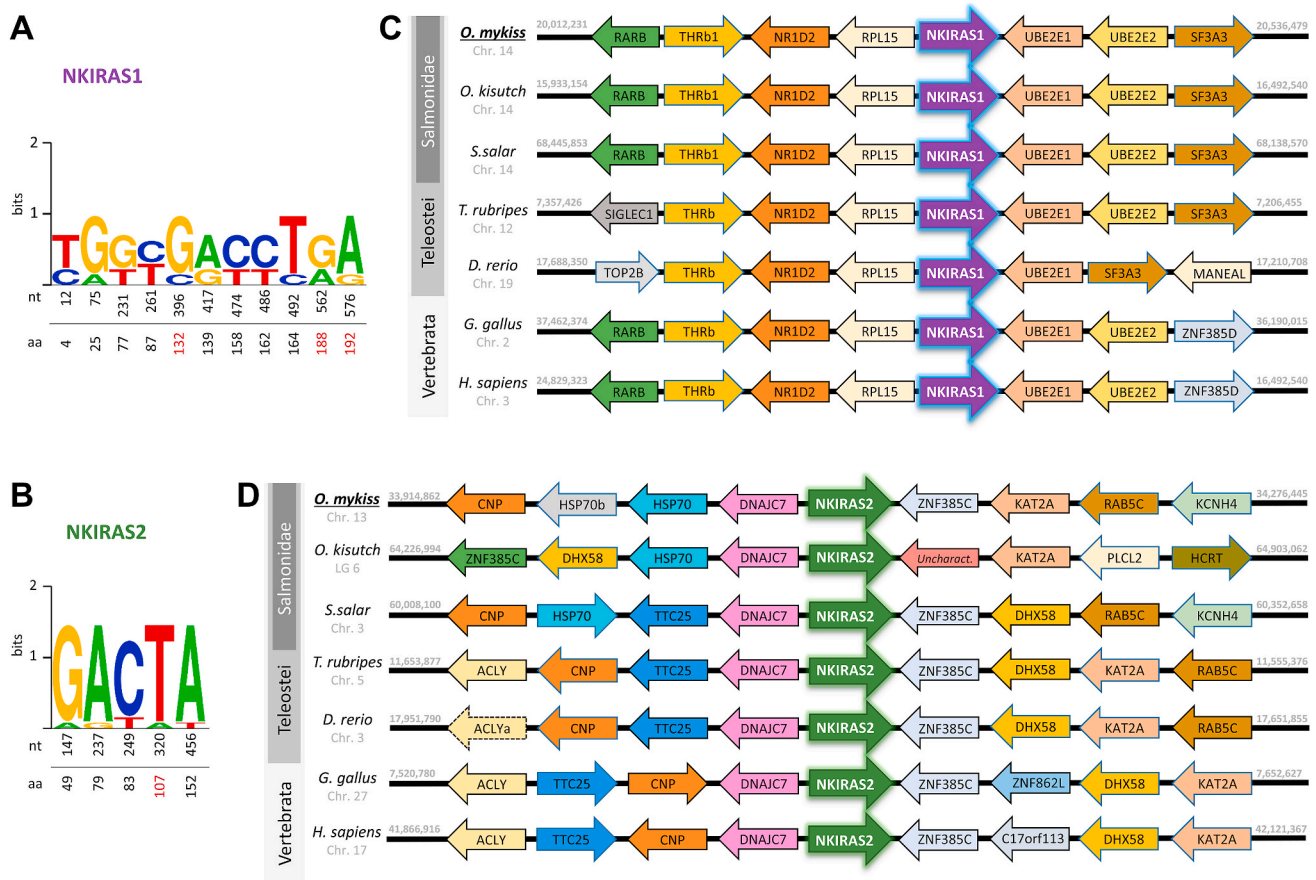 A
NKIRAS1
2
bits
1
0
T G G C G A C C T G A
C A T T C G T T C A G
nt 12 75 231 261 396 417 474 486 492 562 576
aa 4 25 77 87 132 139 158 162 164 188 192
B
NKIRAS2
2
bits
1
0
G A C T A
A G T A T
nt 147 237 249 320 456
aa 49 79 83 107 152
C
Salmonidae
Teleostei
Vertebrata
20,012,231 20,536,479
O. mykiss RARB THRb1 NR1D2 RPL15 NKIRAS1 UBE2E1 UBE2E2 SF3A3
Chr. 14
15,933,154 16,492,540
O. kisutch RARB THRb1 NR1D2 RPL15 NKIRAS1 UBE2E1 UBE2E2 SF3A3
Chr. 14
68,445,853 68,138,570
S.salar RARB THRb1 NR1D2 RPL15 NKIRAS1 UBE2E1 UBE2E2 SF3A3
Chr. 14
7,357,426 7,206,455
T. rubripes SIGLEC1 THRb NR1D2 RPL15 NKIRAS1 UBE2E1 UBE2E2 SF3A3
Chr. 12
17,688,350 17,210,708
D. rerio TOP2B THRb NR1D2 RPL15 NKIRAS1 UBE2E1 SF3A3 MANEAL
Chr. 19
37,462,374 36,190,015
G. gallus RARB THRb NR1D2 RPL15 NKIRAS1 UBE2E1 UBE2E2 ZNF385D
Chr. 2
24,829,323 16,492,540
H. sapiens RARB THRb NR1D2 RPL15 NKIRAS1 UBE2E1 UBE2E2 ZNF385D
Chr. 3
D
Salmonidae
Teleostei
Vertebrata
33,914,862 34,276,445
O. mykiss CNP HSP70b HSP70 DNAJC7 NKIRAS2 ZNF385C KAT2A RAB5C KCNH4
Chr. 13
64,226,994 64,903,062
O. kisutch ZNF385C DHX58 HSP70 DNAJC7 NKIRAS2 Uncharact. KAT2A PLCL2 HCRT
LG 6
60,008,100 60,352,658
S.salar CNP HSP70 TTC25 DNAJC7 NKIRAS2 ZNF385C DHX58 RAB5C KCNH4
Chr. 3
11,653,877 11,555,376
T. rubripes ACLY CNP TTC25 DNAJC7 NKIRAS2 ZNF385C DHX58 KAT2A RAB5C
Chr. 5
17,951,790 17,651,855
D. rerio ACLYa CNP TTC25 DNAJC7 NKIRAS2 ZNF385C DHX58 KAT2A RAB5C
Chr. 3
7,520,780 7,652,627
G. gallus ACLY TTC25 CNP DNAJC7 NKIRAS2 ZNF385C ZNF862L DHX58 KAT2A
Chr. 27
41,866,916 42,121,367
H. sapiens ACLY TTC25 CNP DNAJC7 NKIRAS2 ZNF385C C17orf113 DHX58 KAT2A
Chr. 17